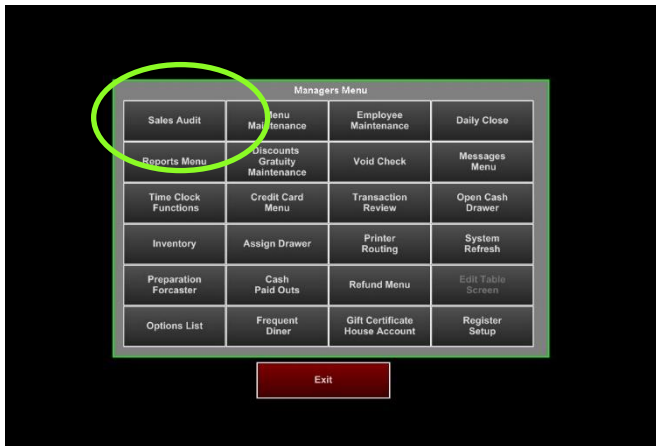 Managers Menu
Sales Audit
Menu
Maintenance
Employee
Maintenance
Daily Close
Reports Menu
Discounts
Gratuity
Maintenance
Void Check
Messages
Menu
Time Clock
Functions
Credit Card
Menu
Transaction
Review
Open Cash
Drawer
Inventory
Assign Drawer
Printer
Routing
System
Refresh
Preparation
Forcaster
Cash
Paid Outs
Refund Menu
Edit Table
Screen
Options List
Frequent
Diner
Gift Certificate
House Account
Register
Setup
Exit